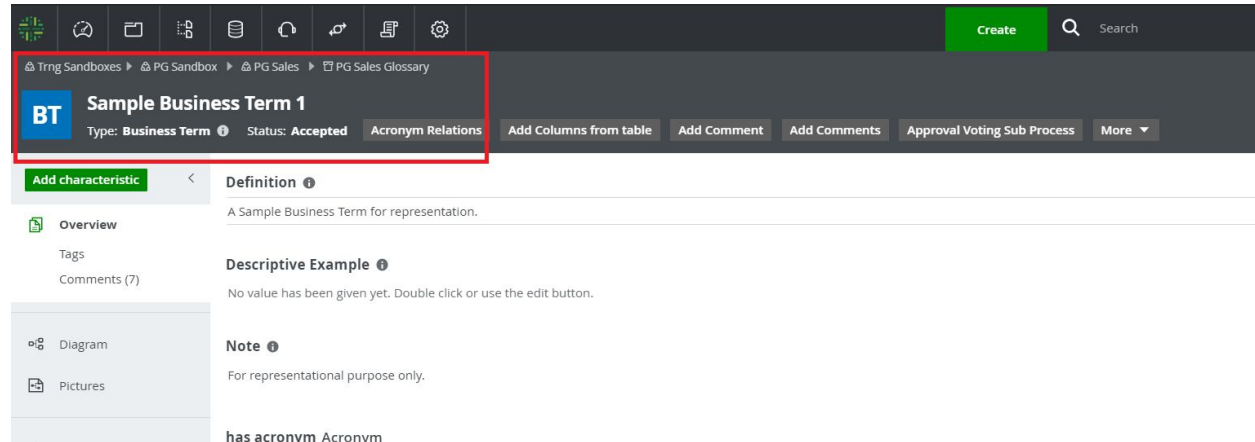 Create
Search
Trng Sandboxes PG Sandbox PG Sales PG Sales Glossary
BT
Sample Business Term 1
Type: Business Term Status: Accepted Acronym Relations Add Columns from table Add Comment Add Comments Approval Voting Sub Process More
Add characteristic
Overview
Tags
Comments (7)
Diagram
Pictures
Definition
A Sample Business Term for representation.
Descriptive Example
No value has been given yet. Double click or use the edit button.
Note
For representational purpose only.
has acronym Acronym